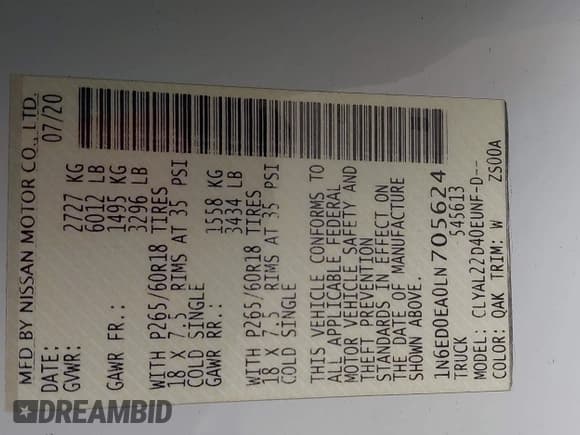 MFD BY NISSAN MOTOR CO., LTD.
DATE: 07/20
GVWR: 2727 KG
6012 LB
GAWR FR.: 1495 KG
3296 LB
WITH P265/60R18 TIRES
18 X 7.5 RIMS AT 35 PSI
COLD SINGLE
GAWR RR.: 1558 KG
3434 LB
WITH P265/60R18 TIRES
18 X 7.5 RIMS AT 35 PSI
COLD SINGLE
THIS VEHICLE CONFORMS TO
ALL APPLICABLE FEDERAL
MOTOR VEHICLE SAFETY AND
THEFT PREVENTION
STANDARDS IN EFFECT ON
THE DATE OF MANUFACTURE
SHOWN ABOVE.
1N6ED0EA0LN705624
TRUCK 545613
MODEL: CLYAL22D40EUNF-D--
COLOR: QAK TRIM: W ZS00A
DREAMBID